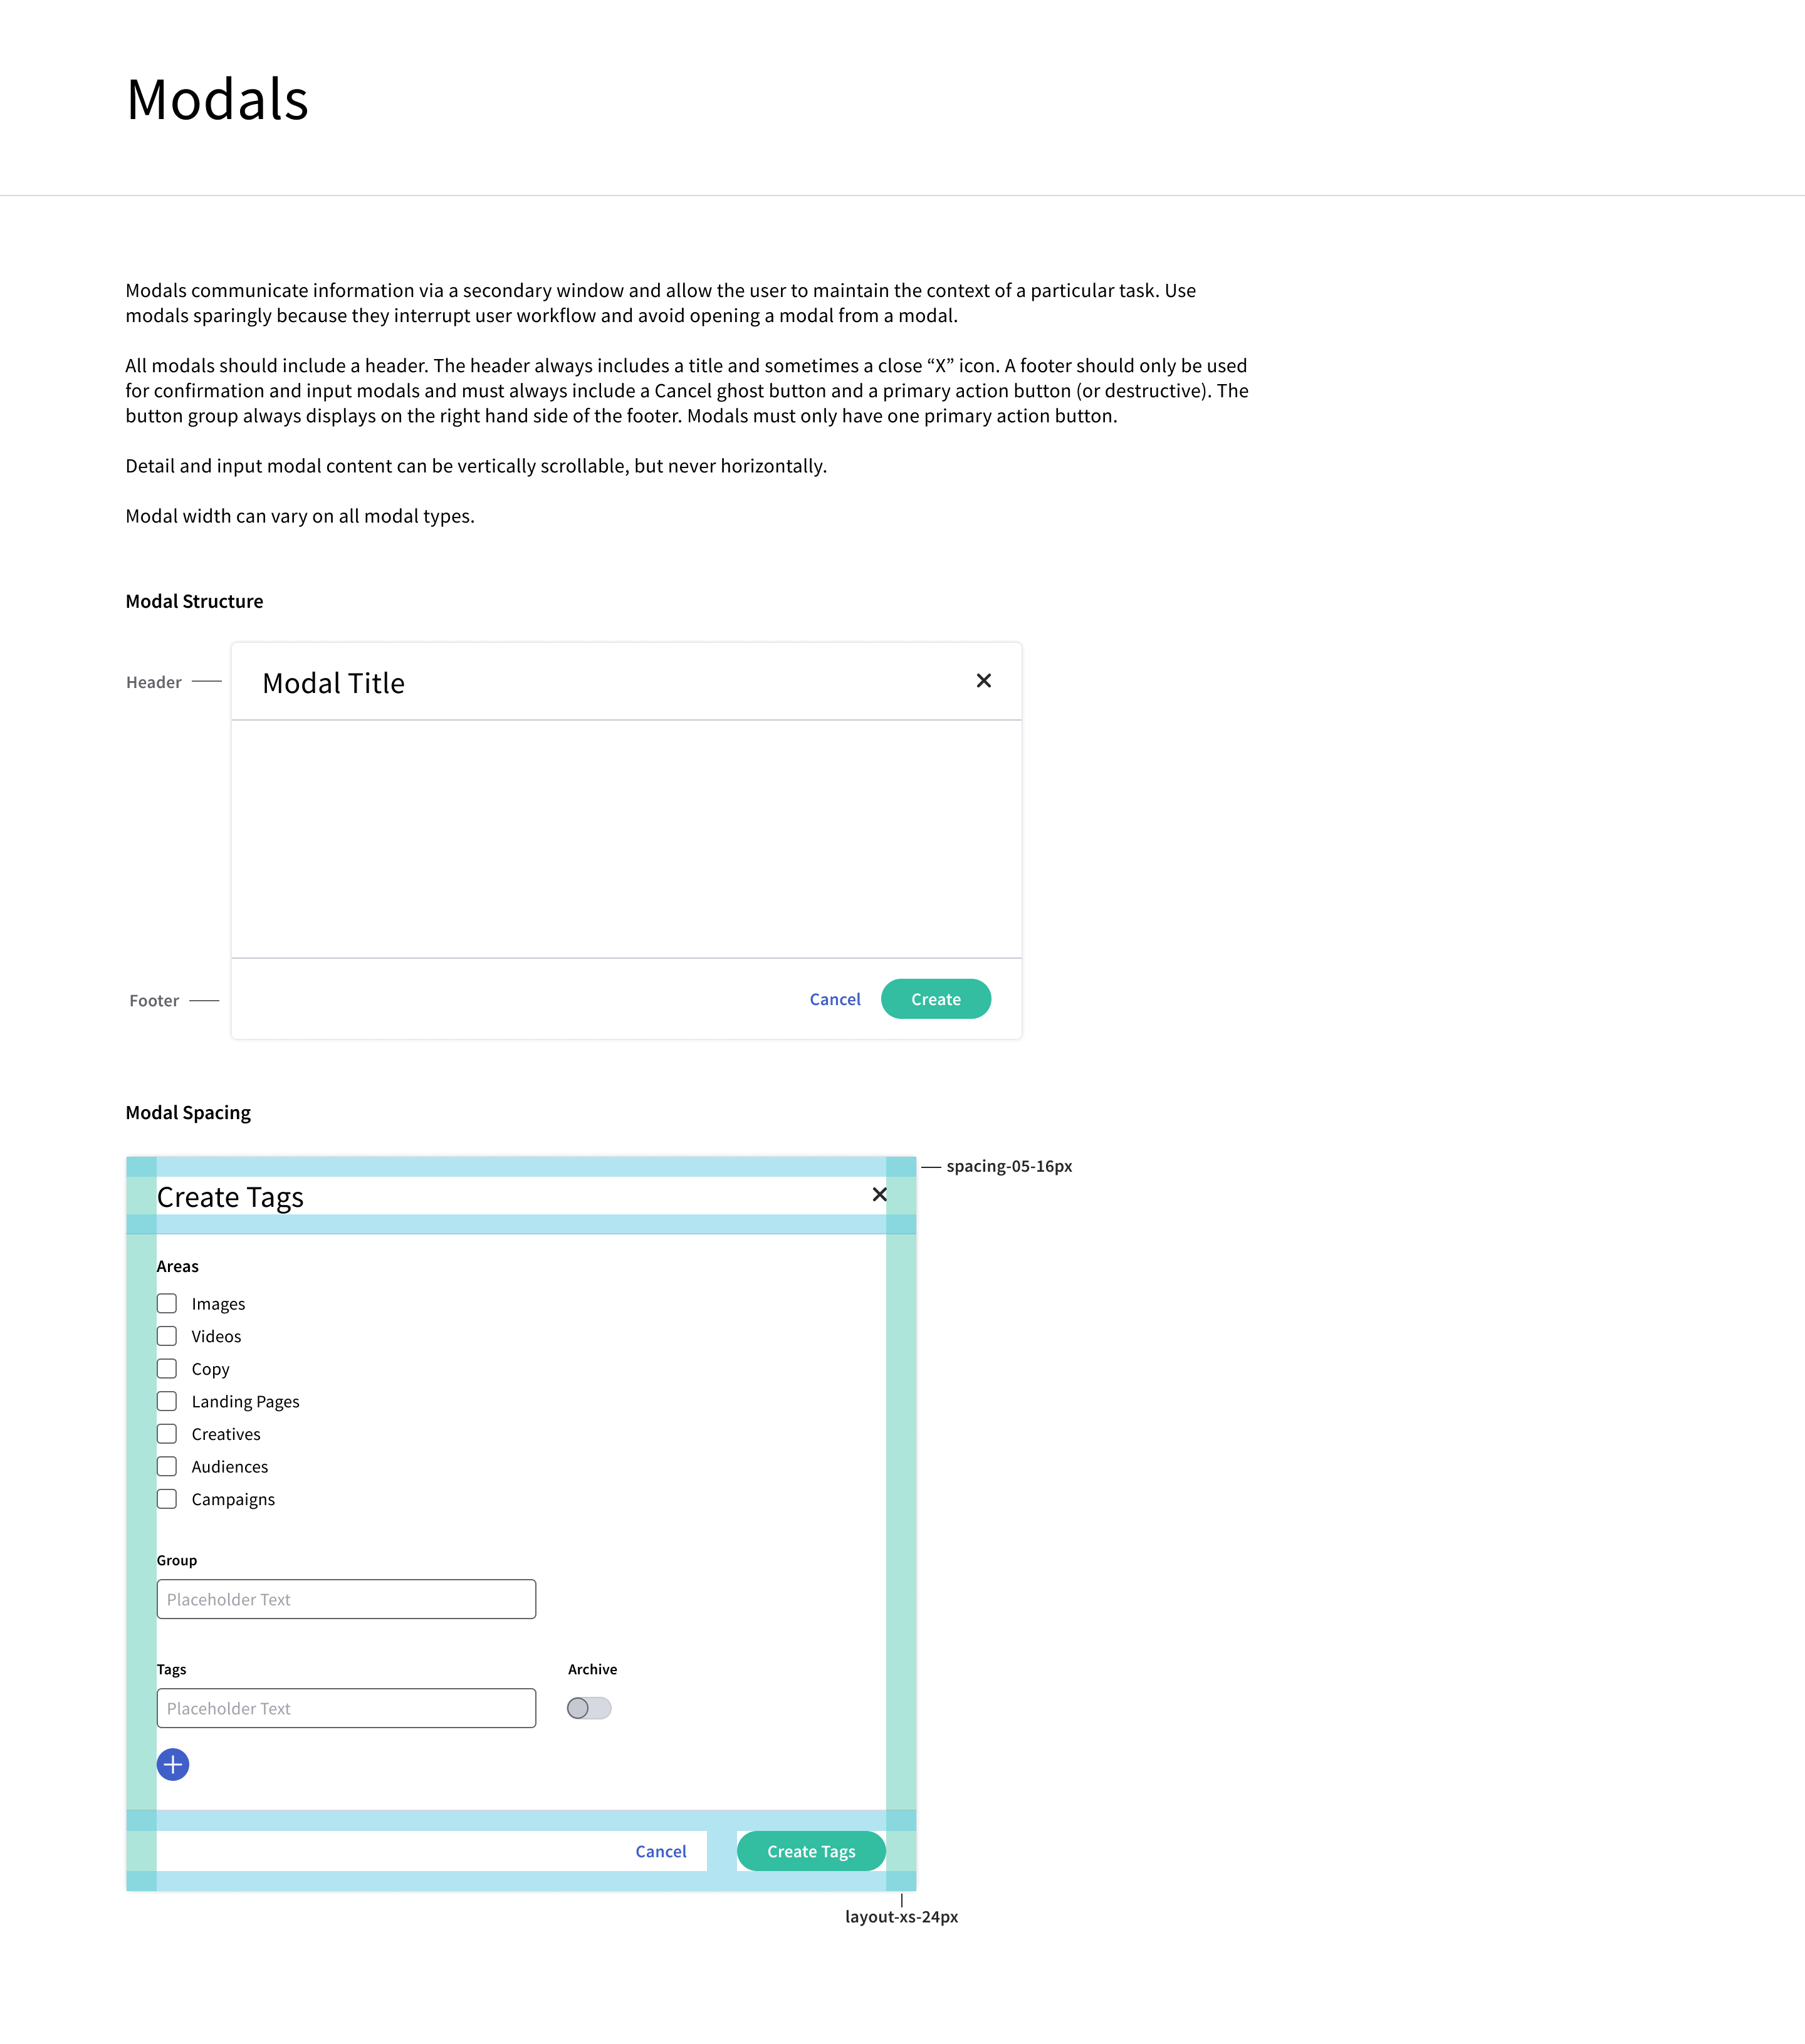 Modals
Modals communicate information via a secondary window and allow the user to maintain the context of a particular task. Use
modals sparingly because they interrupt user workflow and avoid opening a modal from a modal.
All modals should include a header. The header always includes a title and sometimes a close “X” icon. A footer should only be used
for confirmation and input modals and must always include a Cancel ghost button and a primary action button (or destructive). The
button group always displays on the right hand side of the footer. Modals must only have one primary action button.
Detail and input modal content can be vertically scrollable, but never horizontally.
Modal width can vary on all modal types.
Modal Structure
Header
Modal Title
Footer
Cancel
Create
Modal Spacing
spacing-05-16px
Create Tags
Areas
Images
Videos
Copy
Landing Pages
Creatives
Audiences
Campaigns
Group
Placeholder Text
Tags
Archive
Placeholder Text
Cancel
Create Tags
layout-xs-24px